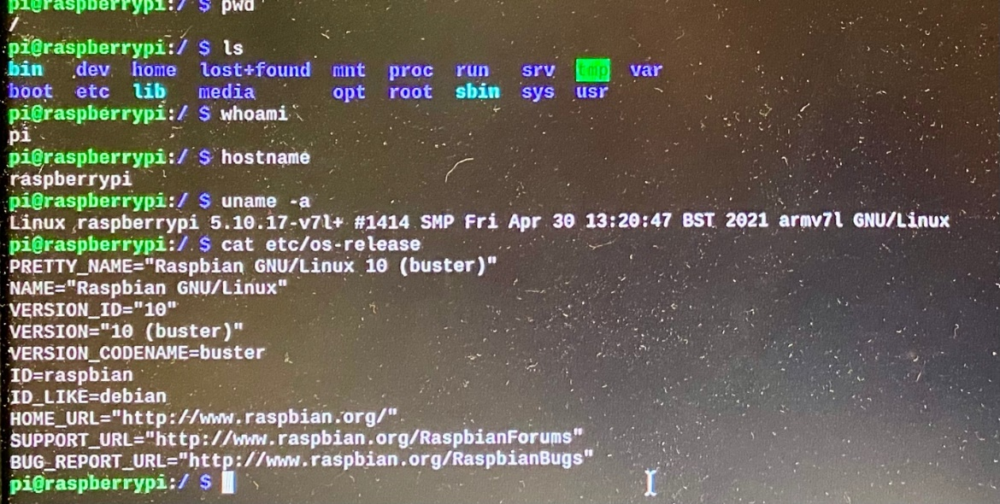 pi@raspberrypi:/ $ pwd
/
pi@raspberrypi:/ $ ls
bin dev home lost+found mnt proc run srv tmp var
boot etc lib media opt root sbin sys usr
pi@raspberrypi:/ $ whoami
pi
pi@raspberrypi:/ $ hostname
raspberrypi
pi@raspberrypi:/ $ uname -a
Linux raspberrypi 5.10.17-v7l+ #1414 SMP Fri Apr 30 13:20:47 BST 2021 armv7l GNU/Linux
pi@raspberrypi:/ $ cat etc/os-release
PRETTY_NAME="Raspbian GNU/Linux 10 (buster)"
NAME="Raspbian GNU/Linux"
VERSION_ID="10"
VERSION="10 (buster)"
VERSION_CODENAME=buster
ID=raspbian
ID_LIKE=debian
HOME_URL="http://www.raspbian.org/"
SUPPORT_URL="http://www.raspbian.org/RaspbianForums"
BUG_REPORT_URL="http://www.raspbian.org/RaspbianBugs"
pi@raspberrypi:/ $